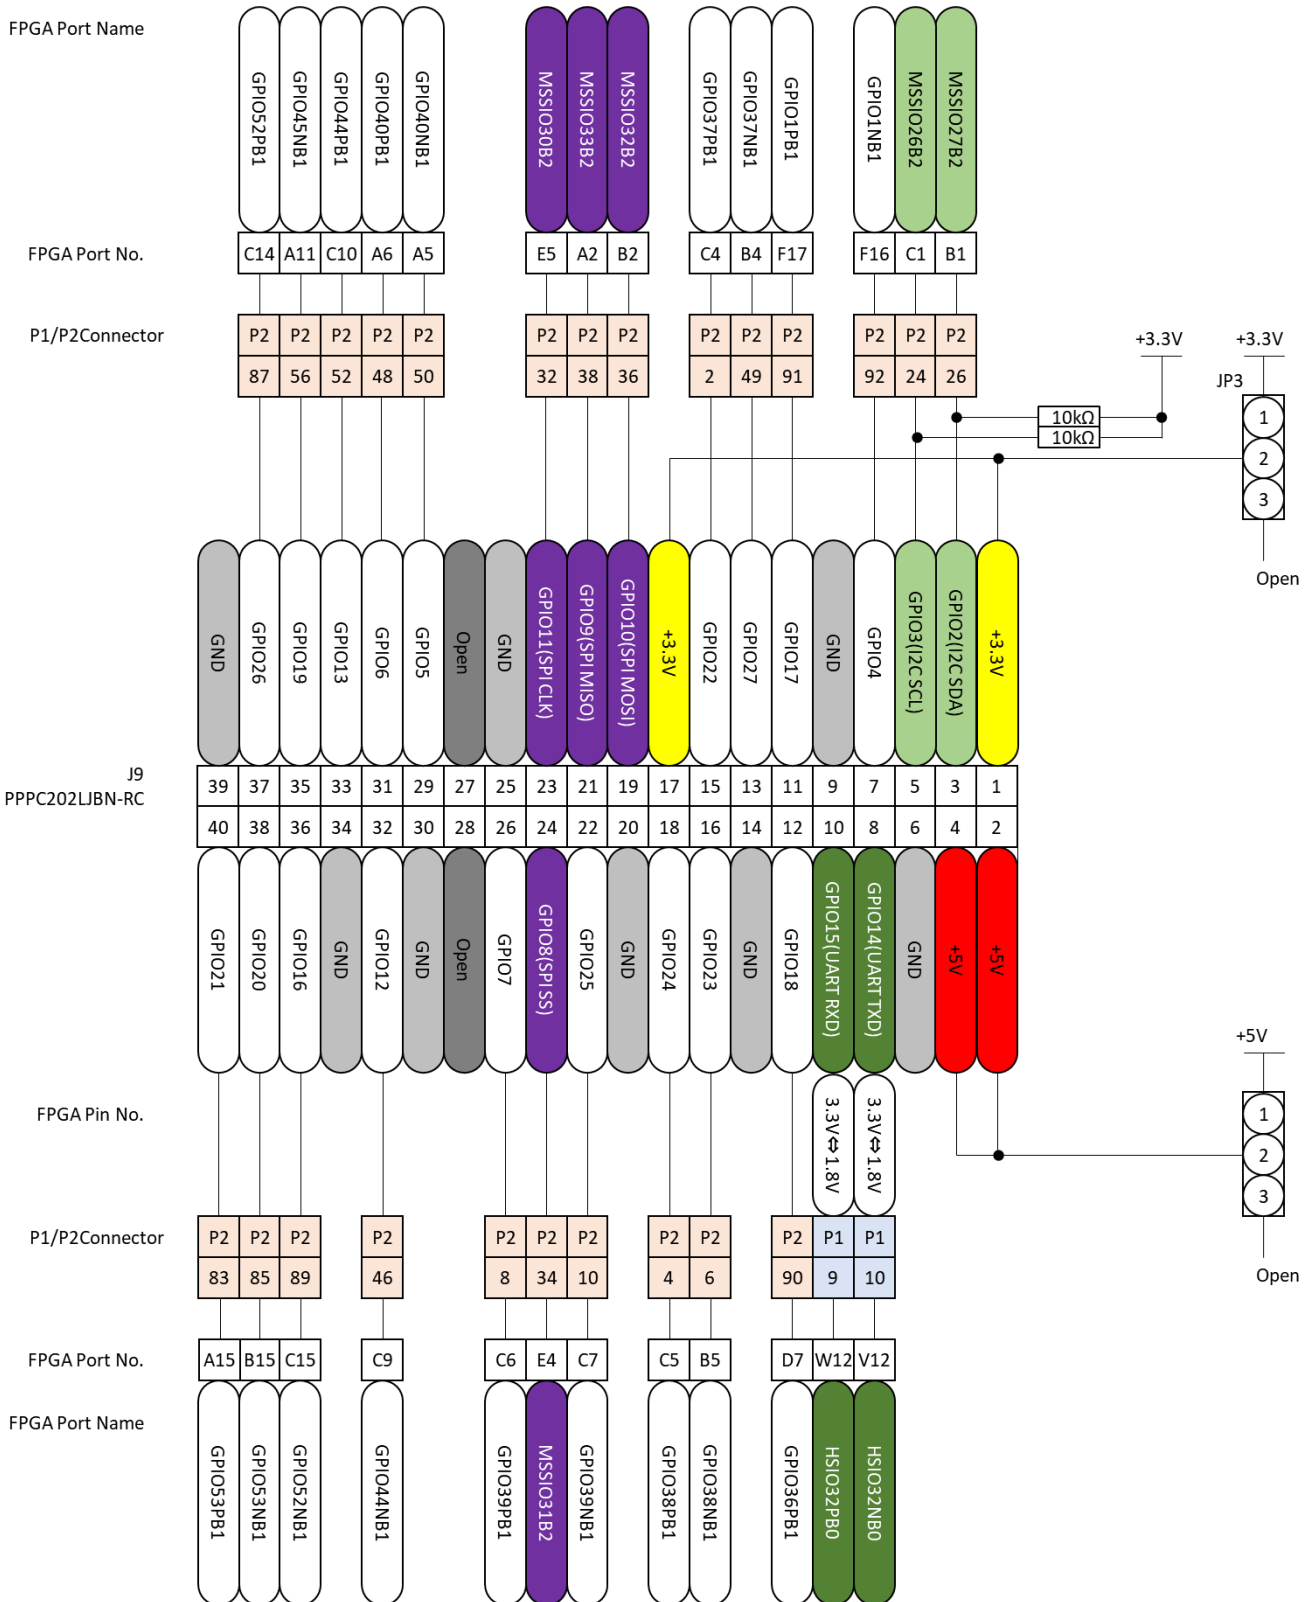 FPGA Port Name
GPIO52PB1 GPIO45NB1 GPIO44PB1 GPIO40PB1 GPIO40NB1 MSSIO30B2 MSSIO33B2 MSSIO32B2 GPIO37PB1 GPIO37NB1 GPIO1PB1 GPIO1NB1 MSSIO26B2 MSSIO27B2
FPGA Port No.
C14 A11 C10 A6 A5 E5 A2 B2 C4 B4 F17 F16 C1 B1
P1/P2Connector
P2 P2 P2 P2 P2 P2 P2 P2 P2 P2 P2 P2 P2 P2
87 56 52 48 50 32 38 36 2 49 91 92 24 26
+3.3V +3.3V
JP3
10kΩ
10kΩ
1
2
3
Open
GND GPIO26 GPIO19 GPIO13 GPIO6 GPIO5 Open GND GPIO11(SPI CLK) GPIO9(SPI MISO) GPIO10(SPI MOSI) +3.3V GPIO22 GPIO27 GPIO17 GND GPIO4 GPIO3(I2C SCL) GPIO2(I2C SDA) +3.3V
J9
PPPC202LJBN-RC
39 37 35 33 31 29 27 25 23 21 19 17 15 13 11 9 7 5 3 1
40 38 36 34 32 30 28 26 24 22 20 18 16 14 12 10 8 6 4 2
GPIO21 GPIO20 GPIO16 GND GPIO12 GND Open GPIO7 GPIO8(SPI SS) GPIO25 GND GPIO24 GPIO23 GND GPIO18 GPIO15(UART RXD) GPIO14(UART TXD) GND +5V +5V
+5V
1
2
3
Open
FPGA Pin No.
3.3V⇔1.8V 3.3V⇔1.8V
P1/P2Connector
P2 P2 P2 P2 P2 P2 P2 P2 P2 P2 P1 P1
83 85 89 46 8 34 10 4 6 90 9 10
FPGA Port No.
A15 B15 C15 C9 C6 E4 C7 C5 B5 D7 W12 V12
FPGA Port Name
GPIO53PB1 GPIO53NB1 GPIO52NB1 GPIO44NB1 GPIO39PB1 MSSIO31B2 GPIO39NB1 GPIO38PB1 GPIO38NB1 GPIO36PB1 HSIO32PB0 HSIO32NB0